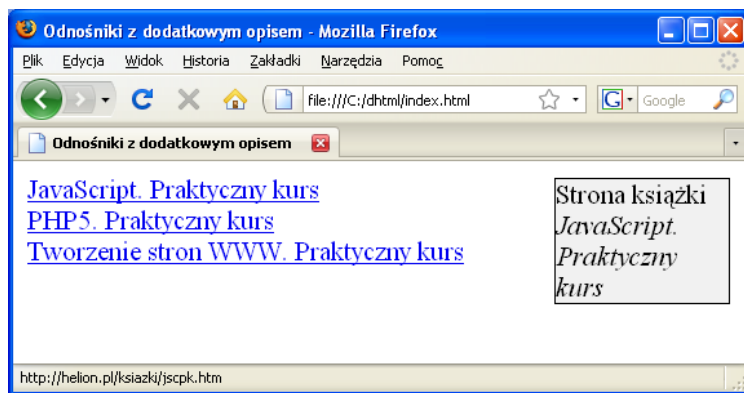 Odnośniki z dodatkowym opisem - Mozilla Firefox
Plik Edycja Widok Historia Zakładki Narzędzia Pomoc
file:///C:/dhtml/index.html
G Google
Odnośniki z dodatkowym opisem
JavaScript. Praktyczny kurs
PHP5. Praktyczny kurs
Tworzenie stron WWW. Praktyczny kurs
Strona książki
JavaScript.
Praktyczny
kurs
http://helion.pl/ksiazki/jscpk.htm